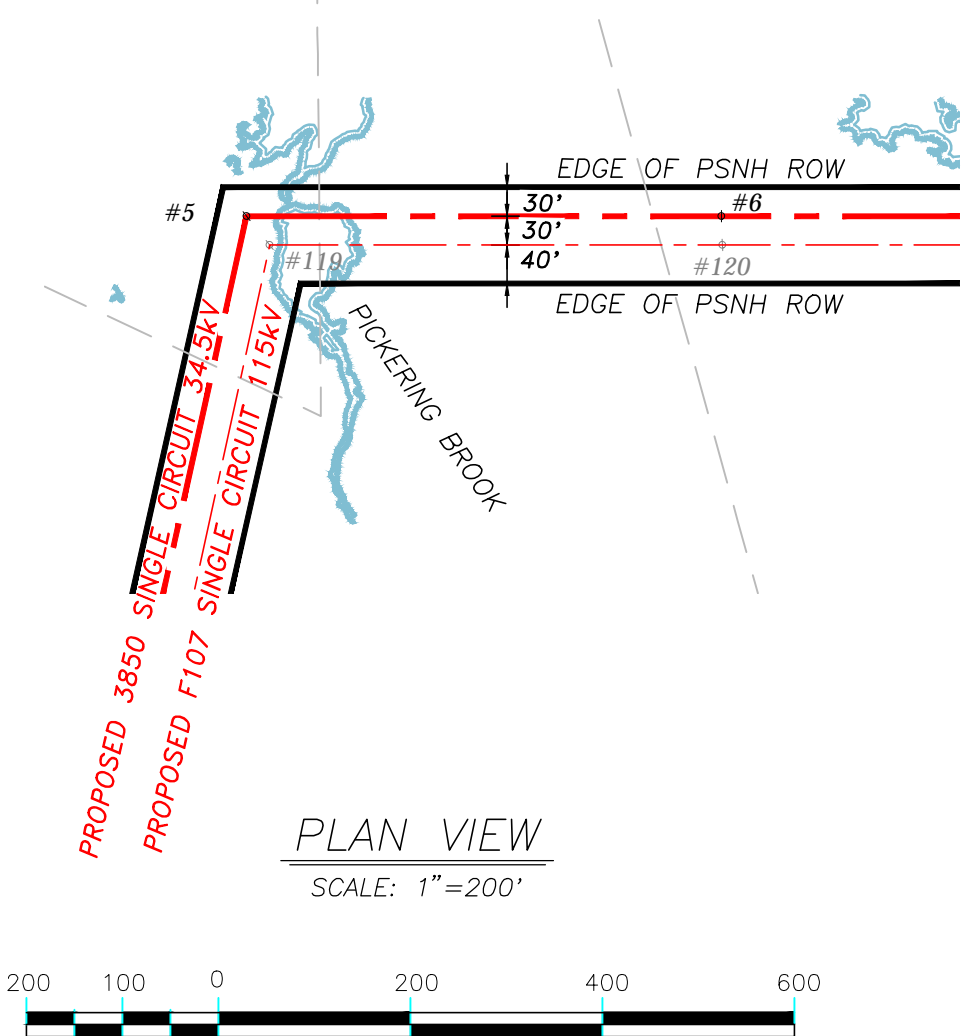 EDGE OF PSNH ROW
#5
30'
#6
30'
#119
40'
#120
EDGE OF PSNH ROW
PICKERING BROOK
PROPOSED 3850 SINGLE CIRCUIT 34.5kV
PROPOSED F107 SINGLE CIRCUIT 115kV
PLAN VIEW
SCALE: 1"=200'
200 100 0 200 400 600